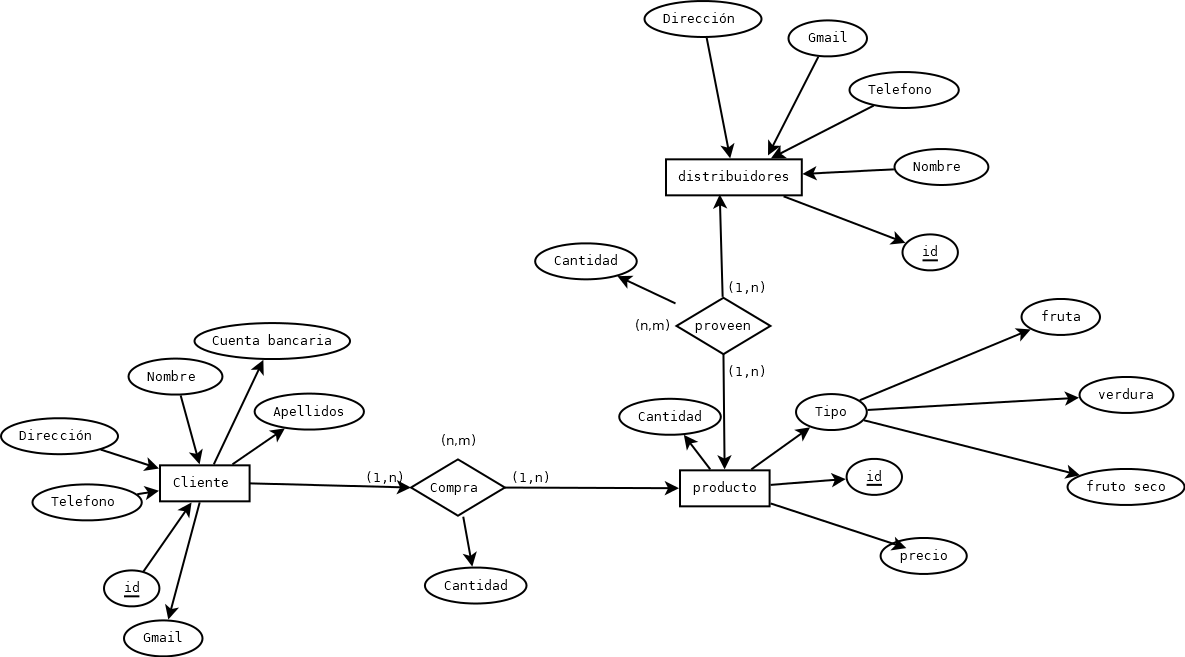 Dirección
Gmail
Telefono
Nombre
distribuidores
id
Cantidad
(1,n)
(n,m)
proveen
(1,n)
fruta
verdura
fruto seco
Tipo
Cantidad
id
producto
precio
Cuenta bancaria
Nombre
Apellidos
Dirección
Cliente
Telefono
id
Gmail
(n,m)
(1,n)
(1,n)
Compra
Cantidad